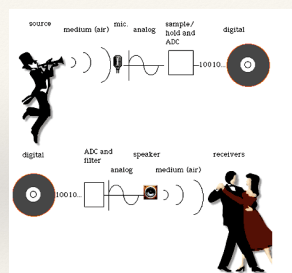 source
medium (air)
mic.
analog
sample/
hold and
ADC
digital
10010...
digital
ADC and
filter
speaker
receivers
analog
medium (air)
10010...